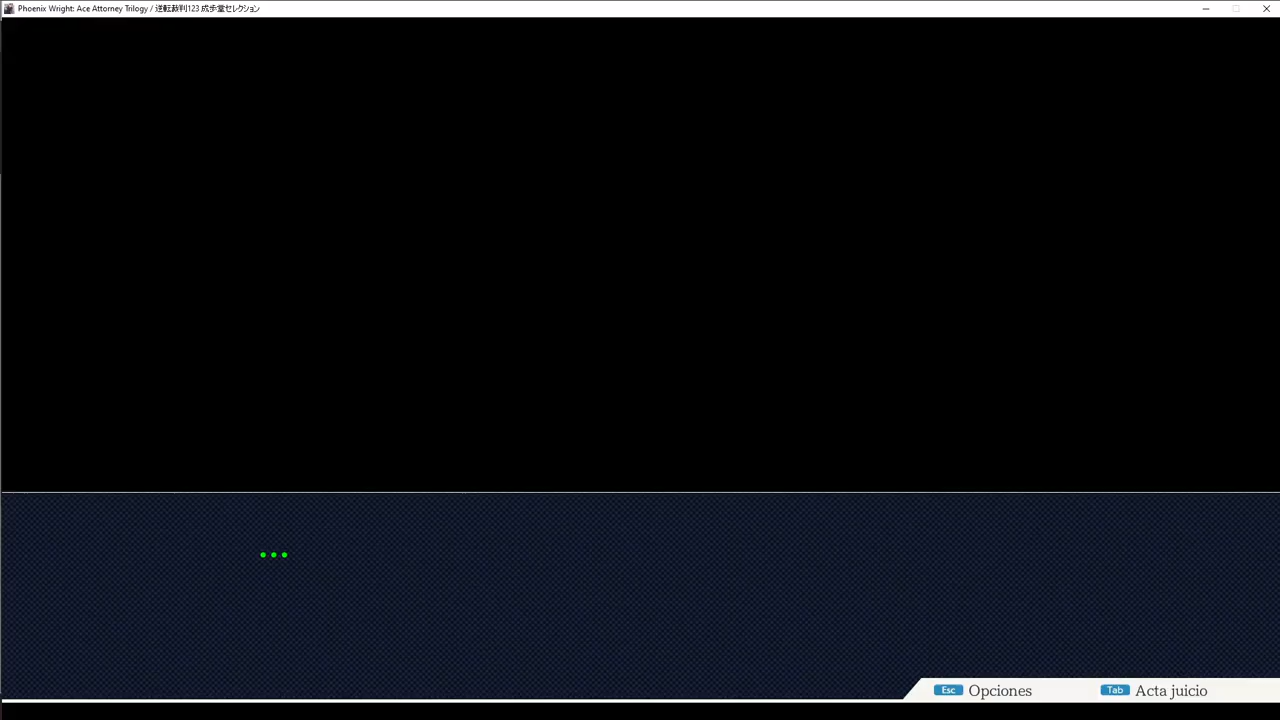 Phoenix Wright: Ace Attorney Trilogy / 逆転裁判123 成歩堂セレクション
...
Esc Opciones Tab Acta juicio